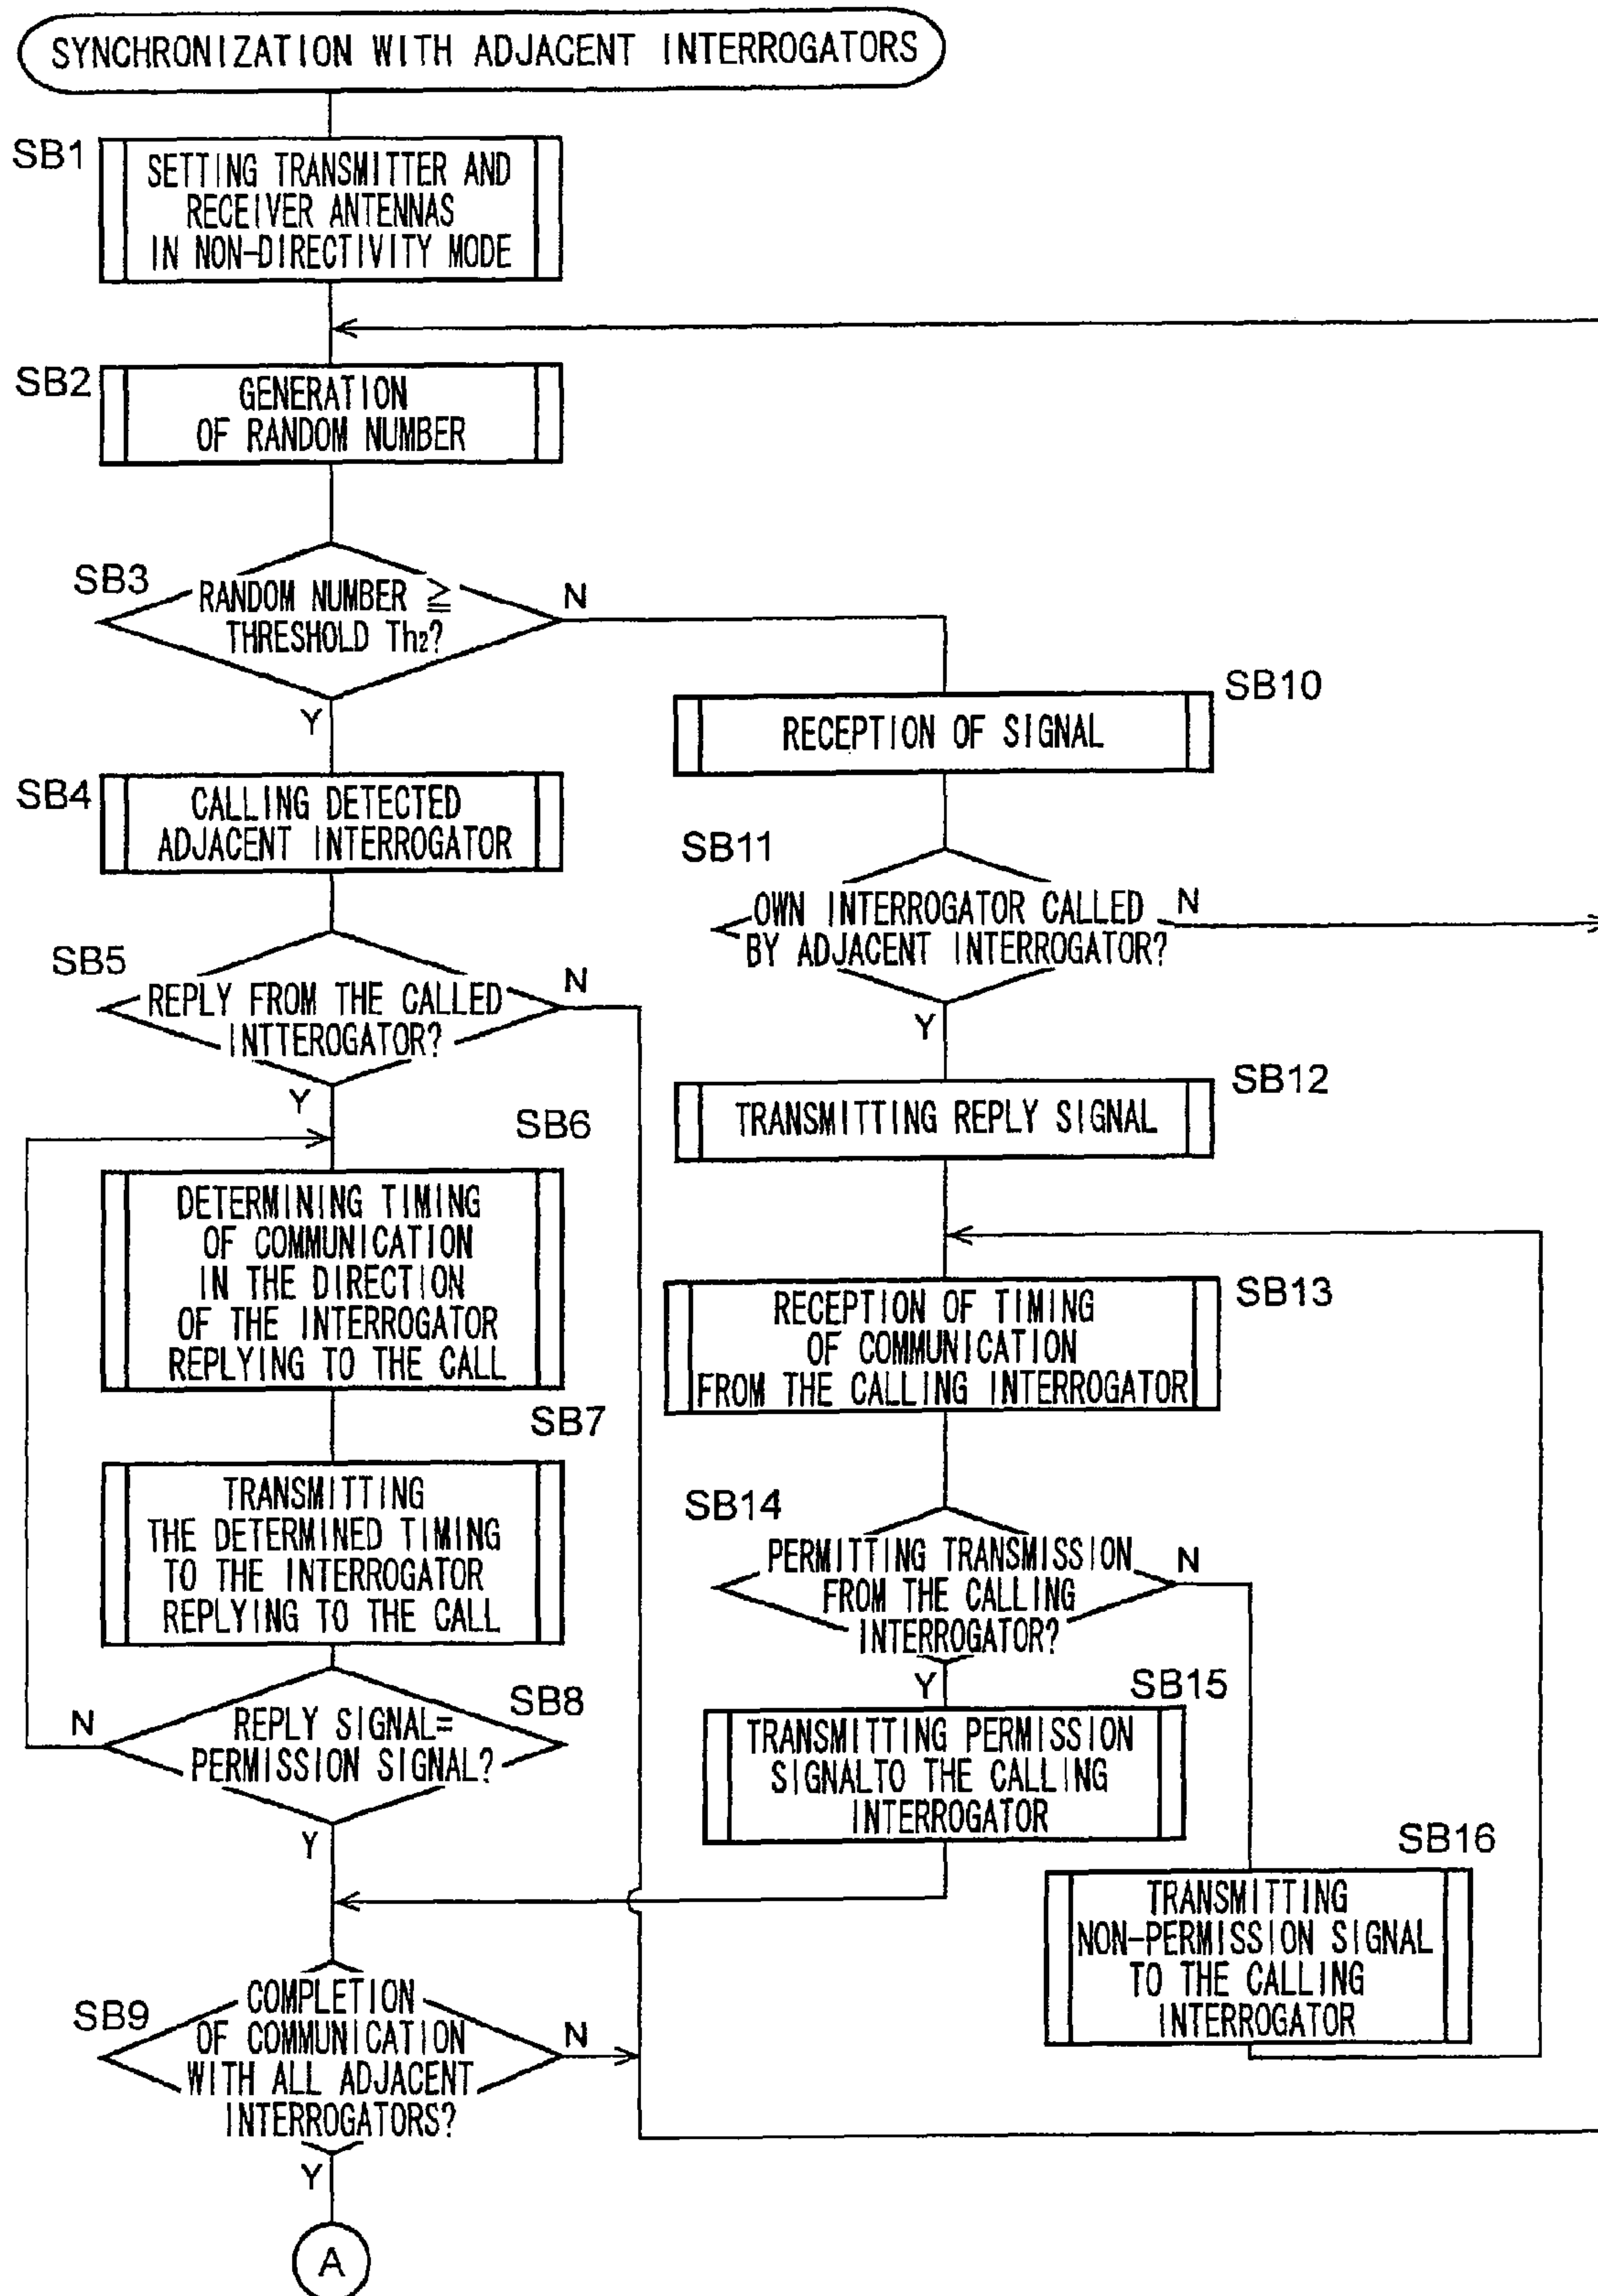 SYNCHRONIZATION WITH ADJACENT INTERROGATORS
SB1
SETTING TRANSMITTER AND
RECEIVER ANTENNAS
IN NON-DIRECTIVITY MODE
SB2
GENERATION
OF RANDOM NUMBER
SB3
RANDOM NUMBER ≧
THRESHOLD Th2?
N
Y
SB4
CALLING DETECTED
ADJACENT INTERROGATOR
SB5
REPLY FROM THE CALLED
INTTEROGATOR?
N
Y
SB6
DETERMINING TIMING
OF COMMUNICATION
IN THE DIRECTION
OF THE INTERROGATOR
REPLYING TO THE CALL
SB7
TRANSMITTING
THE DETERMINED TIMING
TO THE INTERROGATOR
REPLYING TO THE CALL
SB8
REPLY SIGNAL=
PERMISSION SIGNAL?
N
Y
SB9
COMPLETION
OF COMMUNICATION
WITH ALL ADJACENT
INTERROGATORS?
N
Y
A
SB10
RECEPTION OF SIGNAL
SB11
OWN INTERROGATOR CALLED
BY ADJACENT INTERROGATOR?
N
Y
SB12
TRANSMITTING REPLY SIGNAL
SB13
RECEPTION OF TIMING
OF COMMUNICATION
FROM THE CALLING INTERROGATOR
SB14
PERMITTING TRANSMISSION
FROM THE CALLING
INTERROGATOR?
N
Y
SB15
TRANSMITTING PERMISSION
SIGNALTO THE CALLING
INTERROGATOR
SB16
TRANSMITTING
NON-PERMISSION SIGNAL
TO THE CALLING
INTERROGATOR